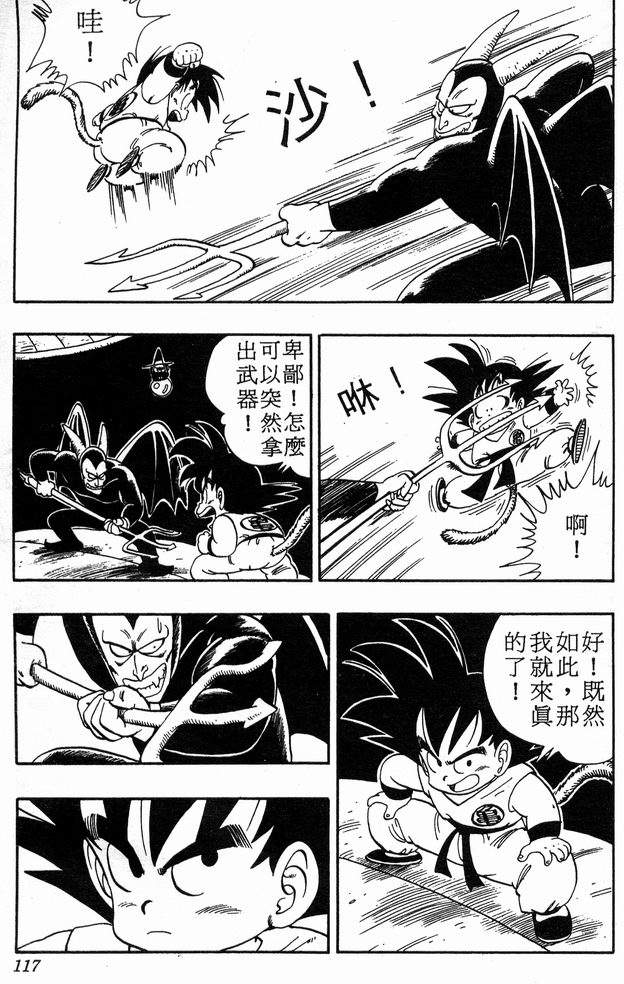 沙！
哇！
咻！
啊！
卑鄙！怎麼
可以突然拿
出武器！
好！既然
如此，那
我就來眞
的了！
117